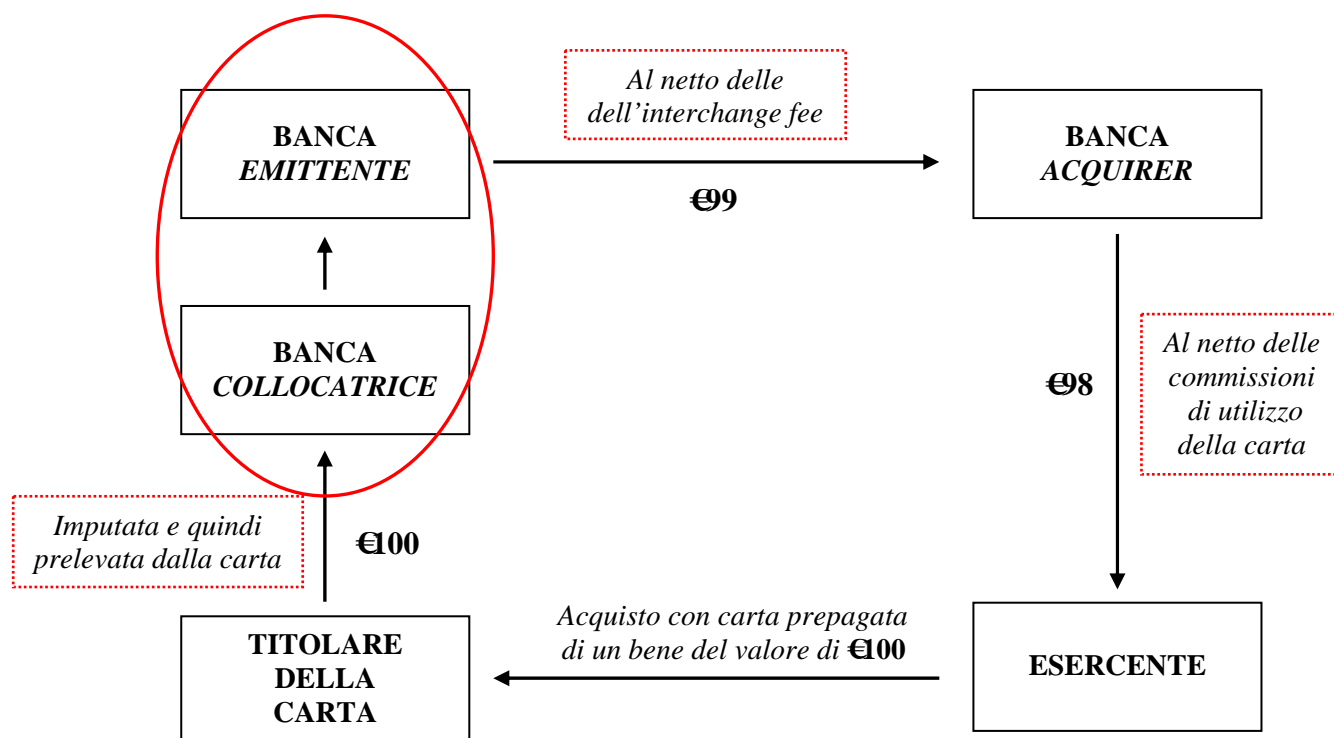 Al netto delle
dell’interchange fee
BANCA
EMITTENTE
BANCA
ACQUIRER
€99
BANCA
COLLOCATRICE
€98
Al netto delle
commissioni
di utilizzo
della carta
Imputata e quindi
prelevata dalla carta
€100
Acquisto con carta prepagata
di un bene del valore di €100
TITOLARE
DELLA
CARTA
ESERCENTE